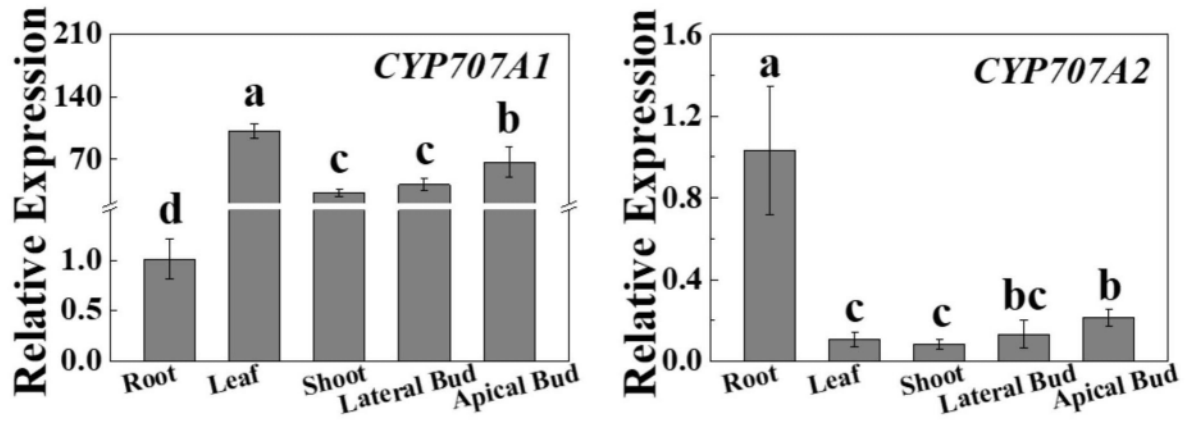 Relative Expression
210
140
70
1.0
0.5
0.0
CYP707A1
d
a
c
c
b
Root
Leaf
Shoot
Lateral Bud
Apical Bud
Relative Expression
1.6
1.2
0.8
0.4
0.0
CYP707A2
a
c
c
bc
b
Root
Leaf
Shoot
Lateral Bud
Apical Bud